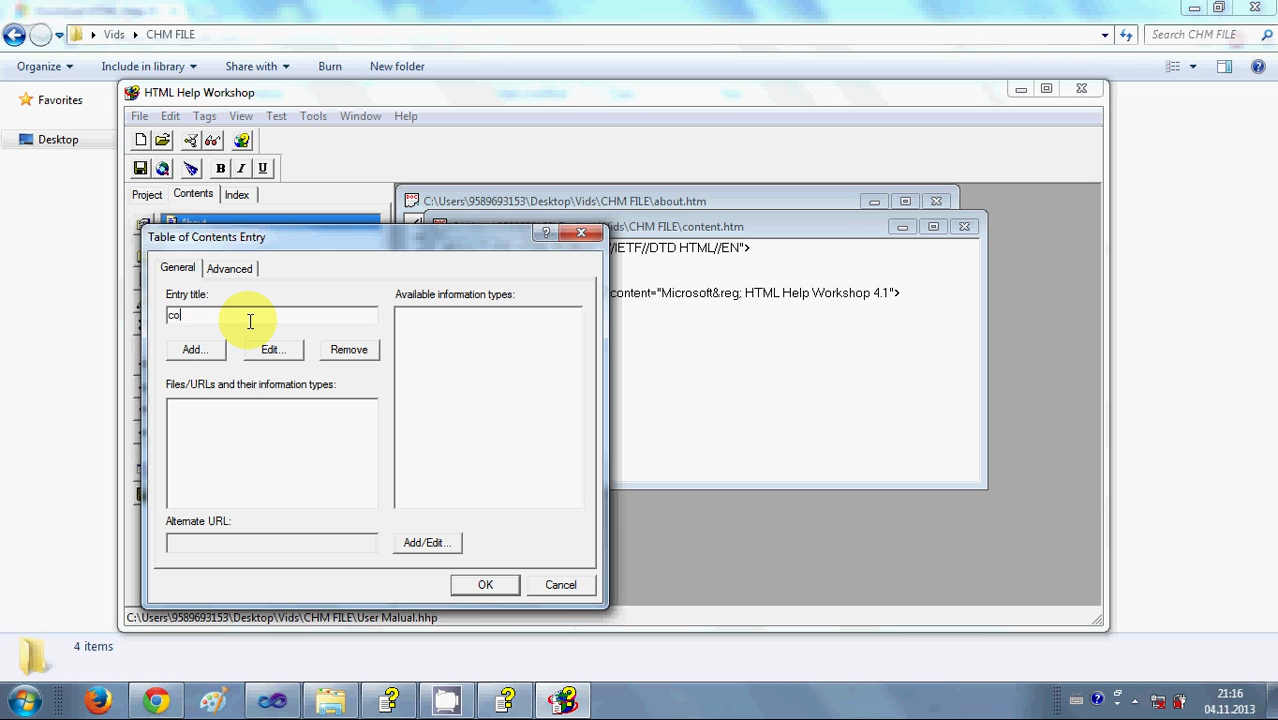 Vids
CHM FILE
Search CHM FILE
Organize
Include in library
Share with
Burn
New folder
Favorites
Desktop
HTML Help Workshop
File Edit Tags View Test Tools Window Help
B I U
Project Contents Index
About
C:\Users\9589693153\Desktop\Vids\CHM FILE\about.htm
ds\CHM FILE\content.htm
//IETF//DTD HTML//EN">
content="Microsoft&reg; HTML Help Workshop 4.1">
Table of Contents Entry
General Advanced
Entry title:
Available information types:
co
Add... Edit... Remove
Files/URLs and their information types:
Alternate URL:
Add/Edit...
OK Cancel
C:\Users\9589693153\Desktop\Vids\CHM FILE\User Malual.hhp
4 items
21:16
04.11.2013